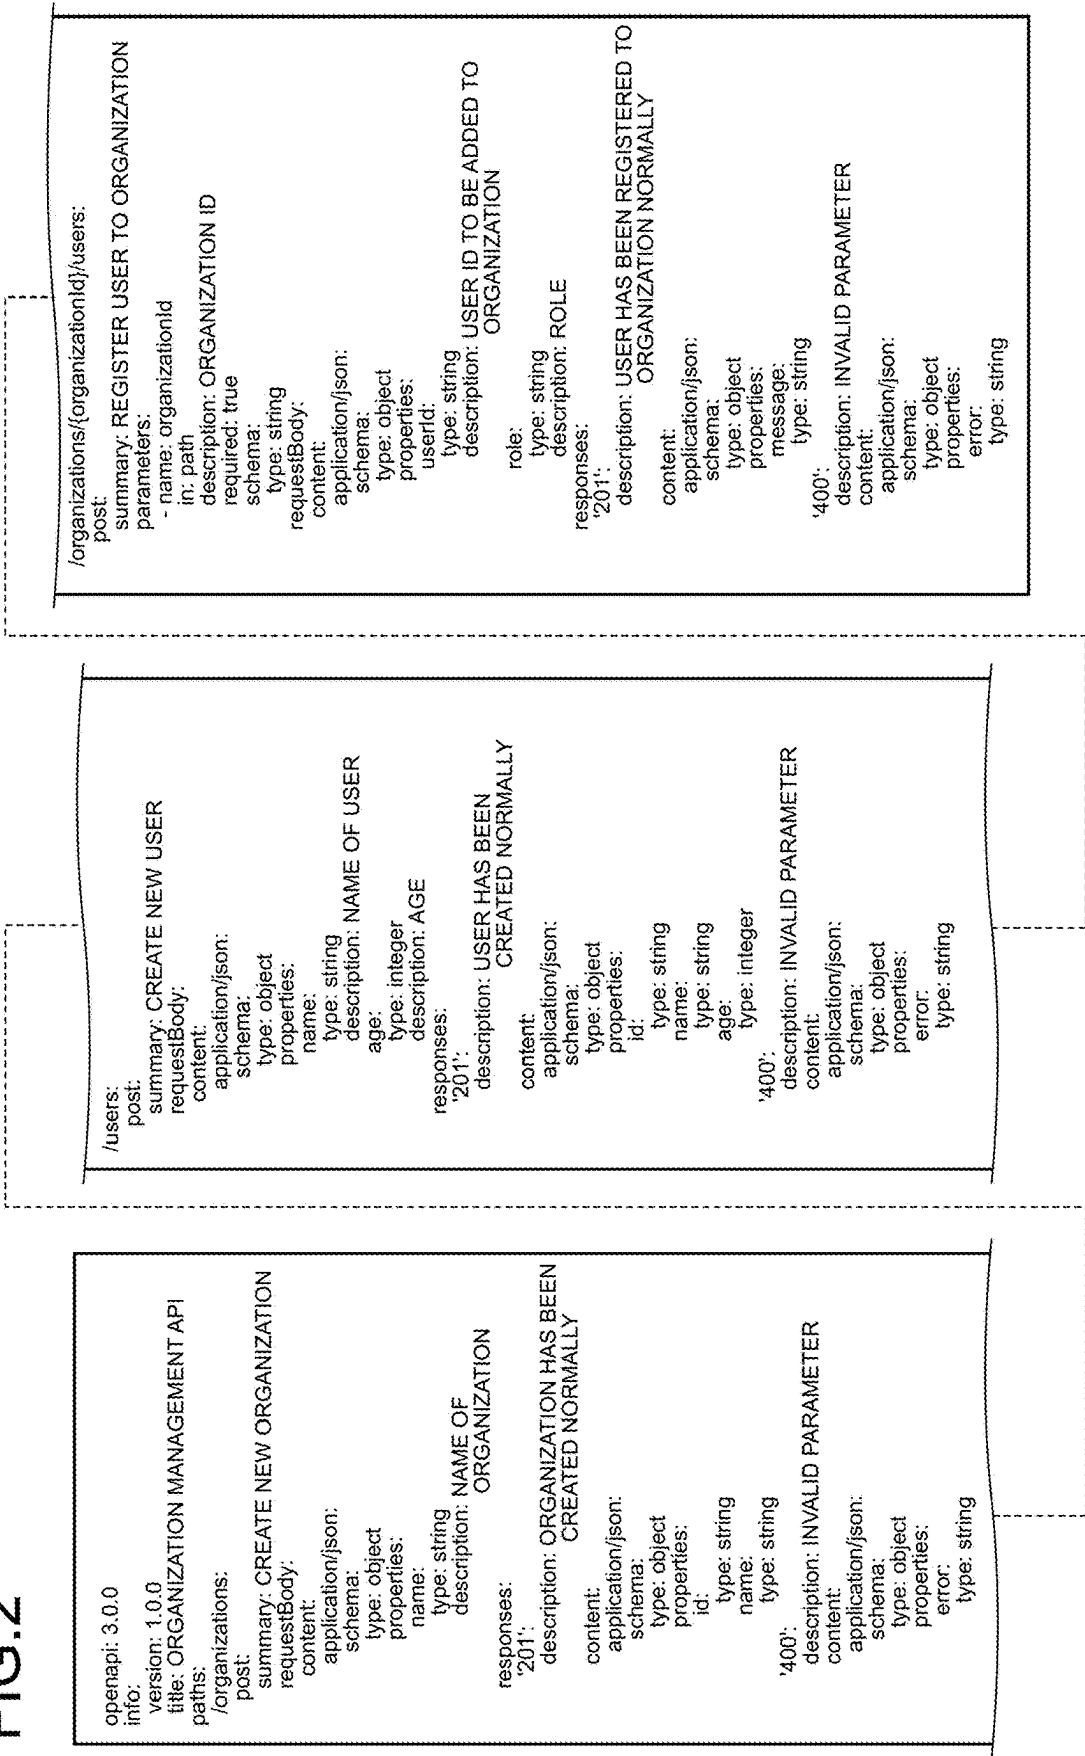 FIG.2
openapi: 3.0.0
info:
version: 1.0.0
title: ORGANIZATION MANAGEMENT API
paths:
/organizations:
post:
summary: CREATE NEW ORGANIZATION
requestBody:
content:
application/json:
schema:
type: object
properties:
name:
type: string
description: NAME OF
ORGANIZATION
responses:
'201':
description: ORGANIZATION HAS BEEN
CREATED NORMALLY
content:
application/json:
schema:
type: object
properties:
id:
type: string
name:
type: string
'400':
description: INVALID PARAMETER
content:
application/json:
schema:
type: object
properties:
error:
type: string
/users:
post:
summary: CREATE NEW USER
requestBody:
content:
application/json:
schema:
type: object
properties:
name:
type: string
description: NAME OF USER
age:
type: integer
description: AGE
responses:
'201':
description: USER HAS BEEN
CREATED NORMALLY
content:
application/json:
schema:
type: object
properties:
id:
type: string
name:
type: string
age:
type: integer
'400':
description: INVALID PARAMETER
content:
application/json:
schema:
type: object
properties:
error:
type: string
/organizations/{organizationId}/users:
post:
summary: REGISTER USER TO ORGANIZATION
parameters:
- name: organizationId
in: path
description: ORGANIZATION ID
required: true
schema:
type: string
requestBody:
content:
application/json:
schema:
type: object
properties:
userId:
type: string
description: USER ID TO BE ADDED TO
ORGANIZATION
role:
type: string
description: ROLE
responses:
'201':
description: USER HAS BEEN REGISTERED TO
ORGANIZATION NORMALLY
content:
application/json:
schema:
type: object
properties:
message:
type: string
'400':
description: INVALID PARAMETER
content:
application/json:
schema:
type: object
properties:
error:
type: string